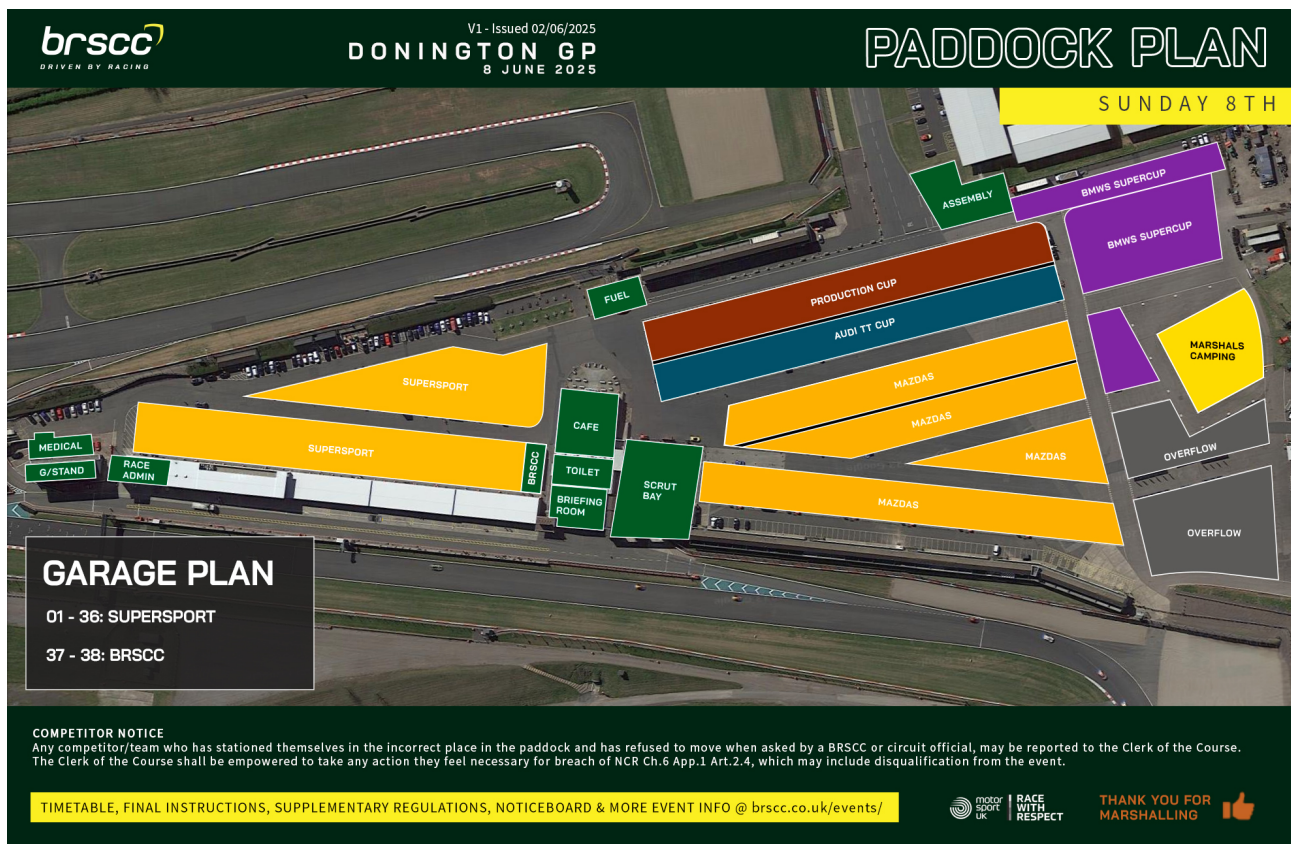 brscc
DRIVEN BY RACING
V1 - Issued 02/06/2025
DONINGTON GP
8 JUNE 2025
PADDOCK PLAN
SUNDAY 8TH
ASSEMBLY
BMWS SUPERCUP
BMWS SUPERCUP
FUEL
PRODUCTION CUP
AUDI TT CUP
MARSHALS
CAMPING
SUPERSPORT
MAZDAS
MAZDAS
CAFE
MEDICAL
G/STAND
RACE
ADMIN
SUPERSPORT
BRSCC
TOILET
BRIEFING
ROOM
SCRUT
BAY
MAZDAS
MAZDAS
OVERFLOW
OVERFLOW
GARAGE PLAN
01 - 36: SUPERSPORT
37 - 38: BRSCC
COMPETITOR NOTICE
Any competitor/team who has stationed themselves in the incorrect place in the paddock and has refused to move when asked by a BRSCC or circuit official, may be reported to the Clerk of the Course.
The Clerk of the Course shall be empowered to take any action they feel necessary for breach of NCR Ch.6 App.1 Art.2.4, which may include disqualification from the event.
TIMETABLE, FINAL INSTRUCTIONS, SUPPLEMENTARY REGULATIONS, NOTICEBOARD & MORE EVENT INFO @ brscc.co.uk/events/
motor
sport
UK
RACE
WITH
RESPECT
THANK YOU FOR
MARSHALLING